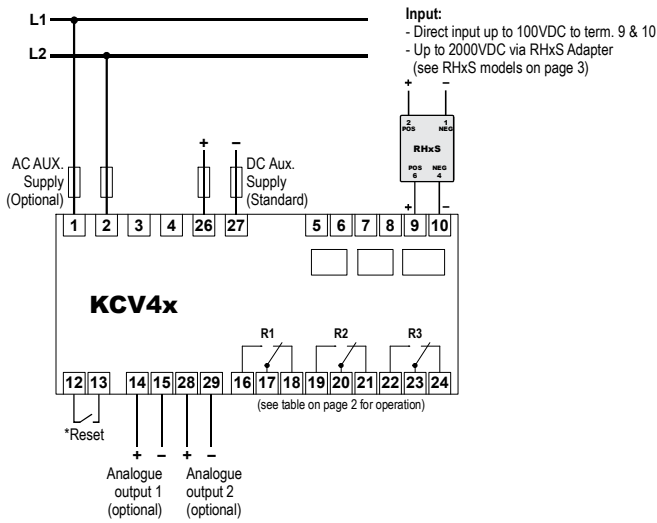 L1
L2
Input:
- Direct input up to 100VDC to term. 9 & 10
- Up to 2000VDC via RHxS Adapter
(see RHxS models on page 3)
+ –
2 1
POS NEG
RHxS
POS NEG
6 4
+ –
AC AUX.
Supply
(Optional)
+ –
DC Aux.
Supply
(Standard)
1 2 3 4 26 27 5 6 7 8 9 10
KCV4x
R1 R2 R3
12 13 14 15 28 29 16 17 18 19 20 21 22 23 24
(see table on page 2 for operation)
*Reset
+ – + –
Analogue
output 1
(optional)
Analogue
output 2
(optional)